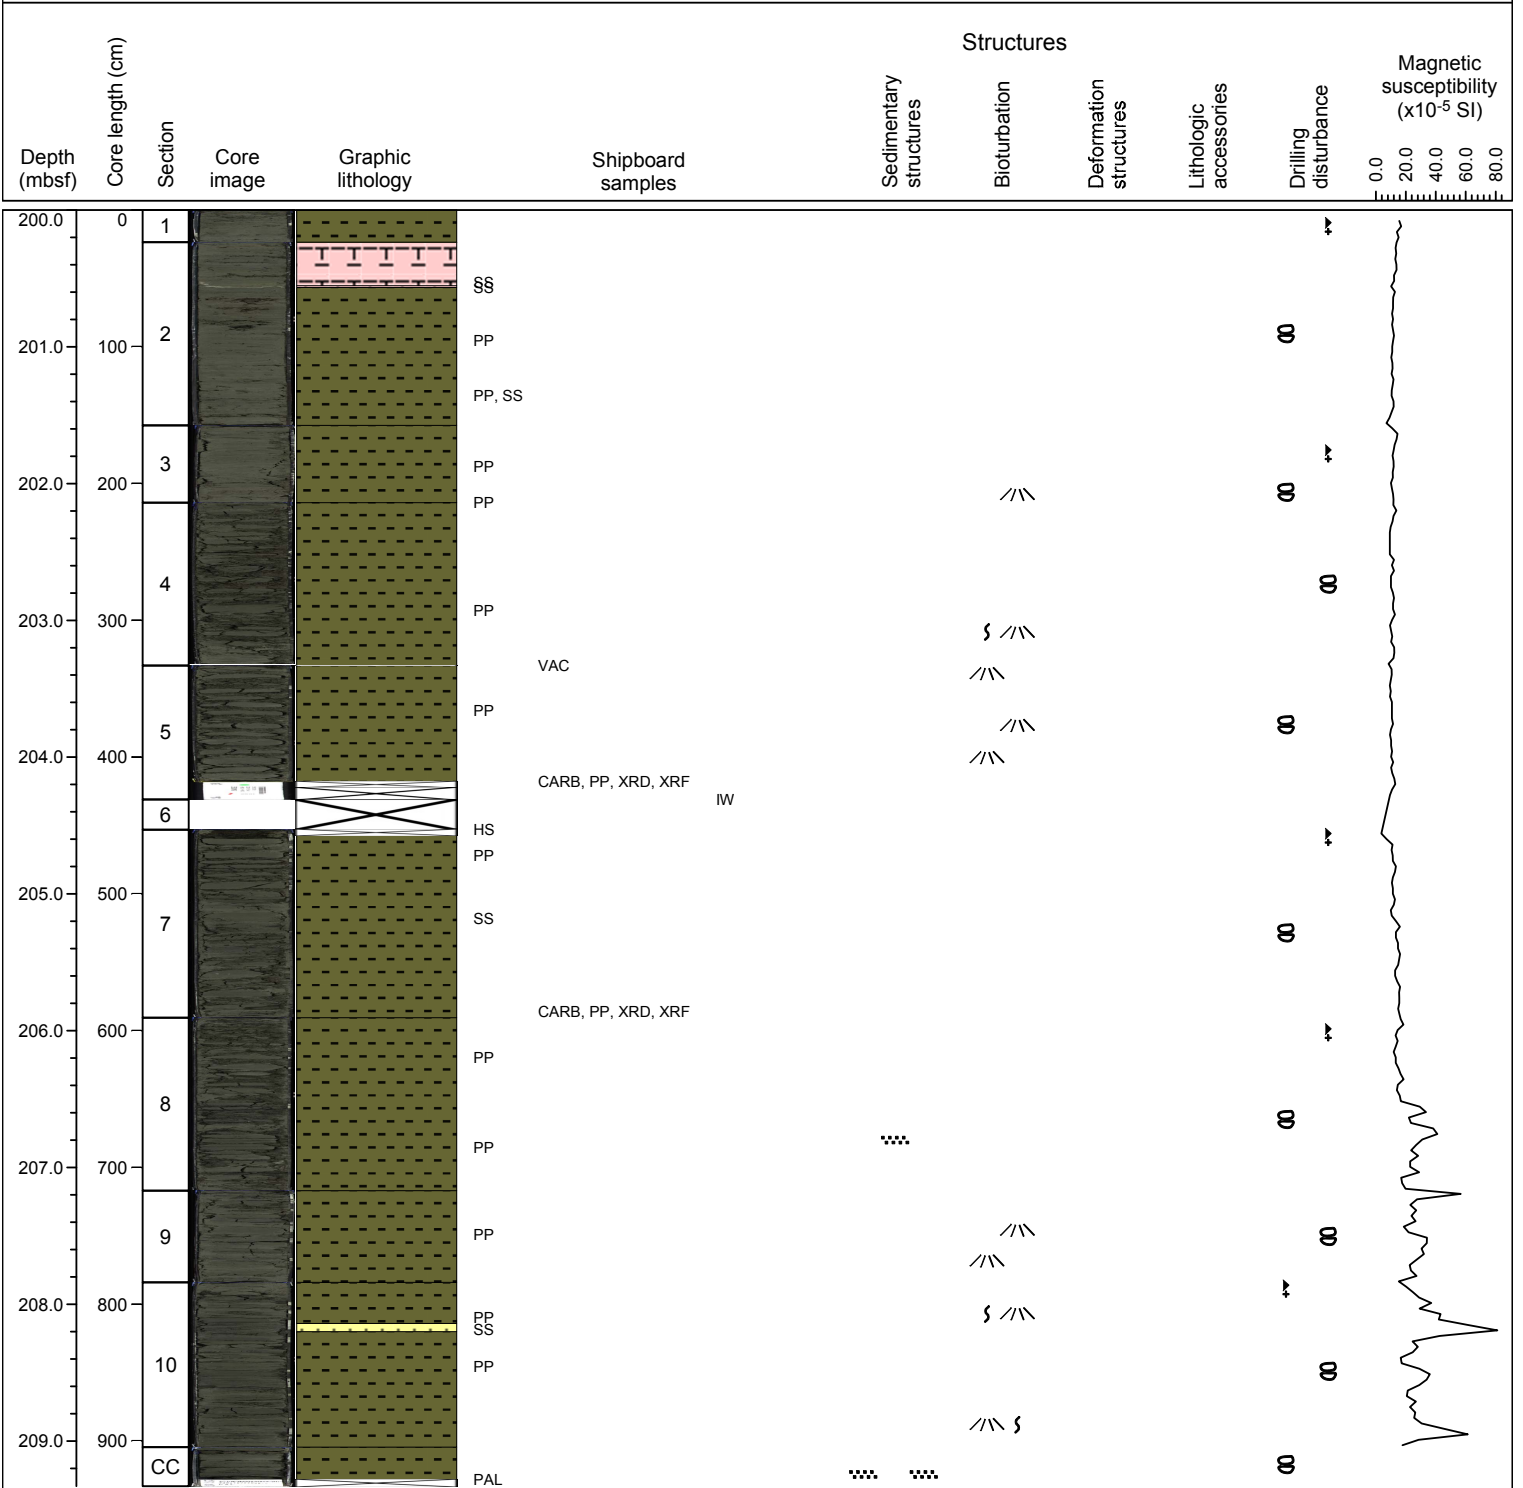 Structures
Depth
(mbsf)
Core length (cm)
Section
Core
image
Graphic
lithology
Shipboard
samples
Sedimentary
structures
Bioturbation
Deformation
structures
Lithologic
accessories
Drilling
disturbance
Magnetic
susceptibility
(x10-5 SI)
0.0 20.0 40.0 60.0 80.0
200.0 0 1
SS
SS
2
201.0 100 PP
PP, SS
3 PP
202.0 200
PP
4
203.0 300 PP
VAC
PP
5
204.0 400
CARB, PP, XRD, XRF
IW
6
HS
PP
205.0 500
SS
7
CARB, PP, XRD, XRF
206.0 600
PP
8
PP
207.0 700
9 PP
208.0 800
PP
SS
10 PP
209.0 900
CC
PAL